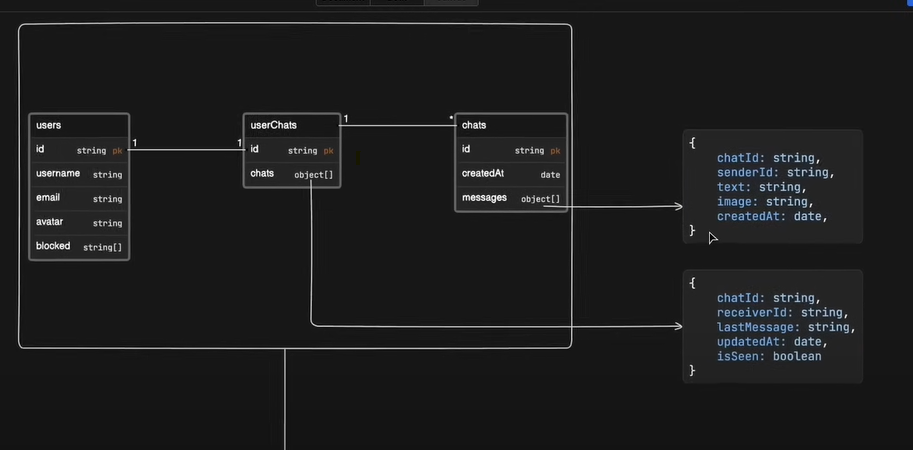 users
id string pk
username string
email string
avatar string
blocked string[]
1 1
userChats
id string pk
chats object[]
1 *
chats
id string pk
createdAt date
messages object[]
{
chatId: string,
senderId: string,
text: string,
image: string,
createdAt: date,
}
{
chatId: string,
receiverId: string,
lastMessage: string,
updatedAt: date,
isSeen: boolean
}